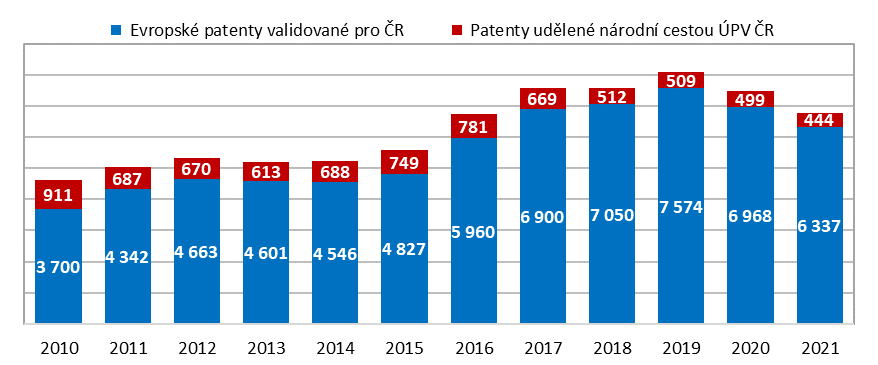 Evropské patenty validované pro ČR Patenty udělené národní cestou ÚPV ČR
509
669 512 499
781 444
749
670 613 688
687
911
7 574
6 900 7 050 6 968
5 960 6 337
4 342 4 663 4 601 4 546 4 827
3 700
2010 2011 2012 2013 2014 2015 2016 2017 2018 2019 2020 2021